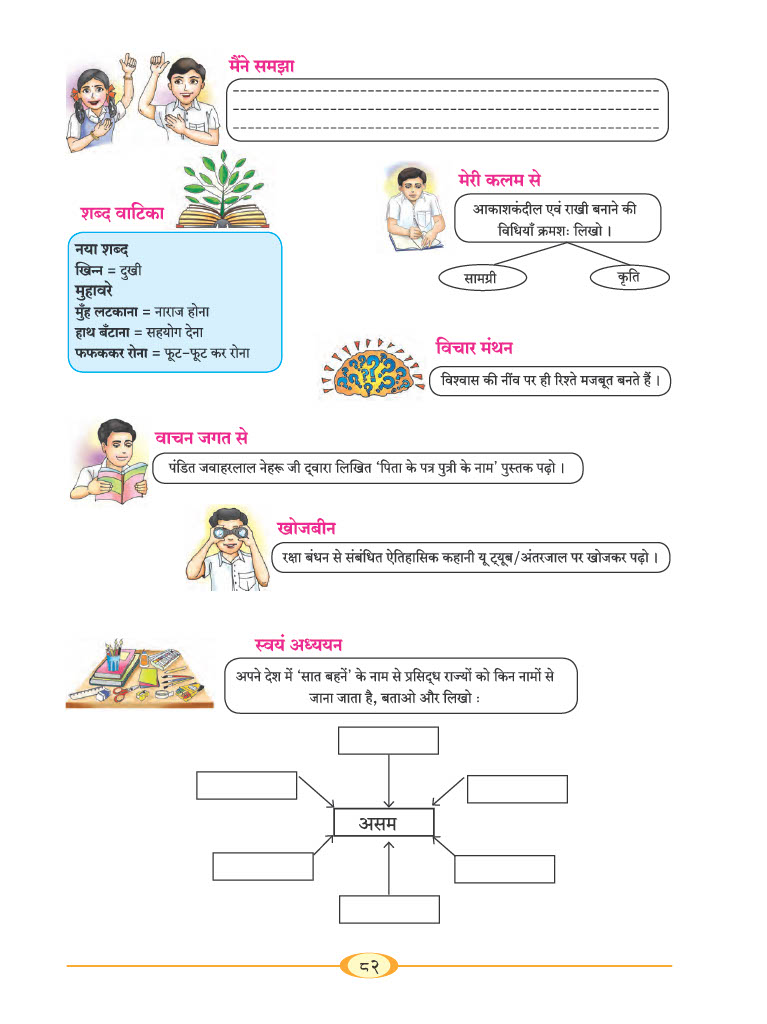 मैंने समझा
शब्द वाटिका
नया शब्द
खिन्न = दुखी
मुहावरे
मुँह लटकाना = नाराज होना
हाथ बँटाना = सहयोग देना
फफककर रोना = फूट-फूट कर रोना
मेरी कलम से
आकाशकंदील एवं राखी बनाने की
विधियाँ क्रमशः लिखो ।
सामग्री
कृति
विचार मंथन
विश्वास की नींव पर ही रिश्ते मजबूत बनते हैं ।
वाचन जगत से
पंडित जवाहरलाल नेहरू जी द्वारा लिखित ‘पिता के पत्र पुत्री के नाम’ पुस्तक पढ़ो ।
खोजबीन
रक्षा बंधन से संबंधित ऐतिहासिक कहानी यू ट्यूब/अंतरजाल पर खोजकर पढ़ो ।
स्वयं अध्ययन
अपने देश में ‘सात बहनें’ के नाम से प्रसिद्ध राज्यों को किन नामों से
जाना जाता है, बताओ और लिखो :
असम
८२